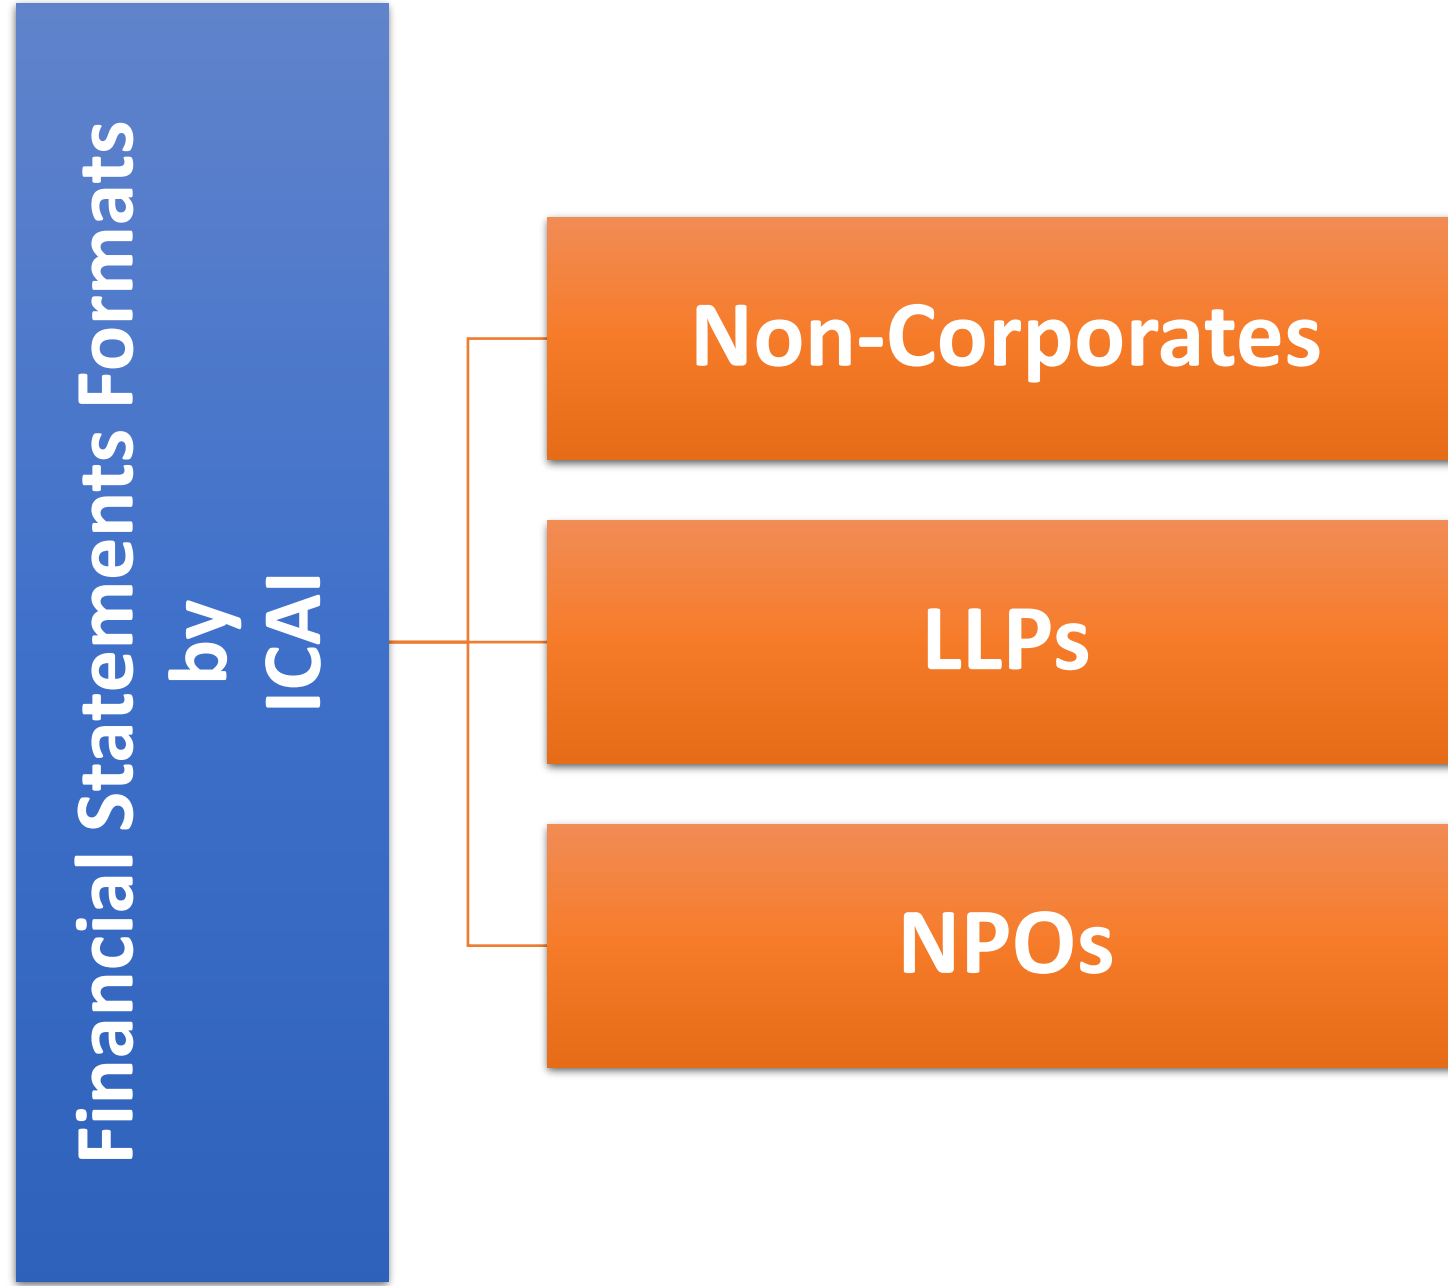 Financial Statements Formats
by
ICAI
Non-Corporates
LLPs
NPOs